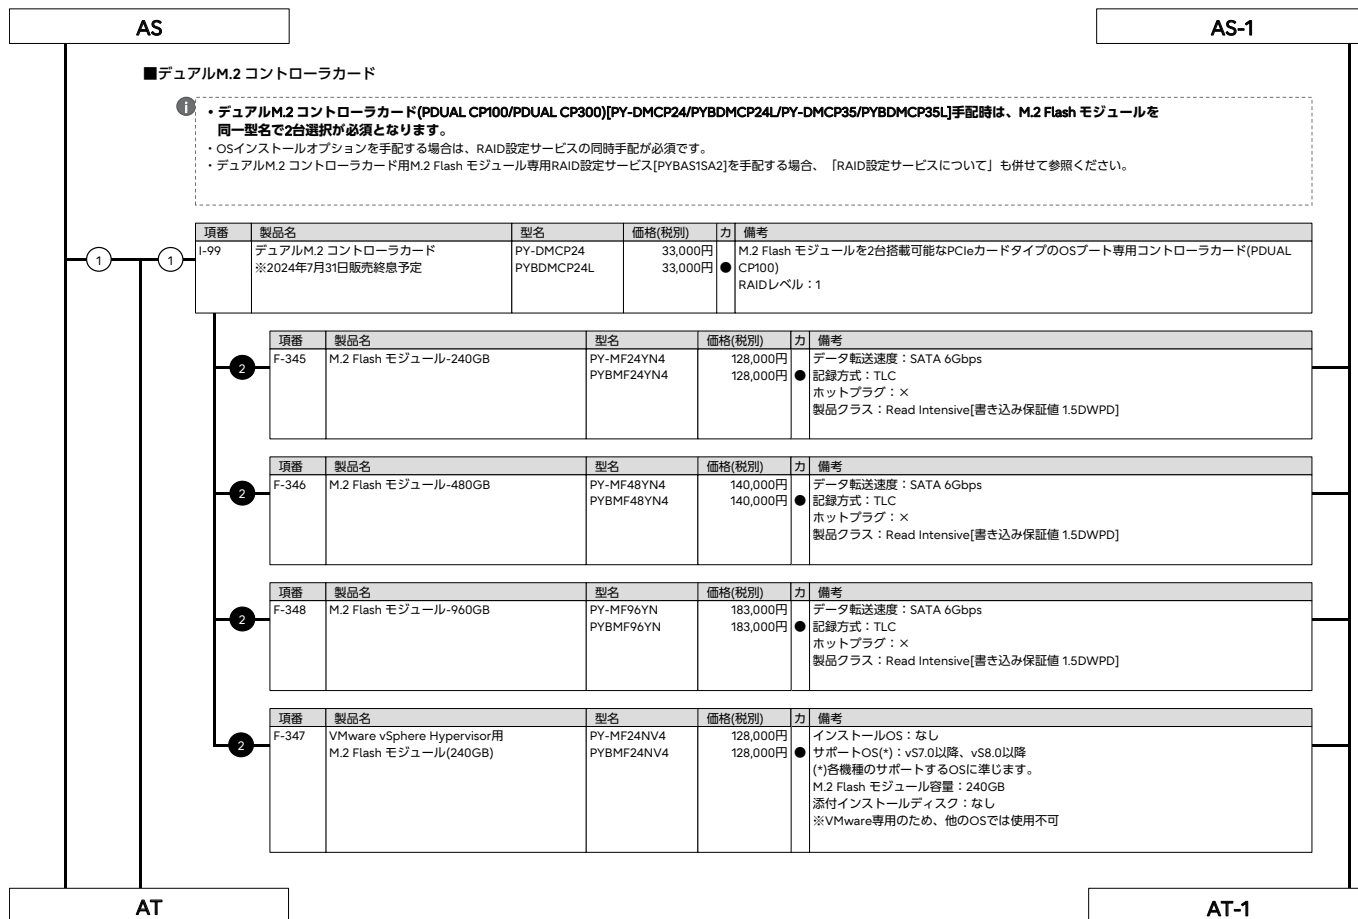 AS
AS-1
■デュアルM.2 コントローラカード
・デュアルM.2 コントローラカード(PDUAL CP100/PDUAL CP300)[PY-DMCP24/PYBDMCP24L/PY-DMCP35/PYBDMCP35L]手配時は、M.2 Flash モジュールを
同一型名で2台選択が必須となります。
・OSインストールオプションを手配する場合は、RAID設定サービスの同時手配が必須です。
・デュアルM.2 コントローラカード用M.2 Flash モジュール専用RAID設定サービス[PYBAS1SA2]を手配する場合、「RAID設定サービスについて」も併せて参照ください。
項番 製品名 型名 価格(税別) カ 備考
1 1 I-99 デュアルM.2 コントローラカード PY-DMCP24 33,000円 M.2 Flash モジュールを2台搭載可能なPCIeカードタイプのOSブート専用コントローラカード(PDUAL
※2024年7月31日販売終息予定 PYBDMCP24L 33,000円 ● CP100)
RAIDレベル：1
項番 製品名 型名 価格(税別) カ 備考
2 F-345 M.2 Flash モジュール-240GB PY-MF24YN4 128,000円 データ転送速度：SATA 6Gbps
PYBMF24YN4 128,000円 ● 記録方式：TLC
ホットプラグ：×
製品クラス：Read Intensive[書き込み保証値 1.5DWPD]
項番 製品名 型名 価格(税別) カ 備考
2 F-346 M.2 Flash モジュール-480GB PY-MF48YN4 140,000円 データ転送速度：SATA 6Gbps
PYBMF48YN4 140,000円 ● 記録方式：TLC
ホットプラグ：×
製品クラス：Read Intensive[書き込み保証値 1.5DWPD]
項番 製品名 型名 価格(税別) カ 備考
2 F-348 M.2 Flash モジュール-960GB PY-MF96YN 183,000円 データ転送速度：SATA 6Gbps
PYBMF96YN 183,000円 ● 記録方式：TLC
ホットプラグ：×
製品クラス：Read Intensive[書き込み保証値 1.5DWPD]
項番 製品名 型名 価格(税別) カ 備考
2 F-347 VMware vSphere Hypervisor用 PY-MF24NV4 128,000円 インストールOS：なし
M.2 Flash モジュール(240GB) PYBMF24NV4 128,000円 ● サポートOS(*)：vS7.0以降、vS8.0以降
(*)各機種のサポートするOSに準じます。
M.2 Flash モジュール容量：240GB
添付インストールディスク：なし
※VMware専用のため、他のOSでは使用不可
AT
AT-1